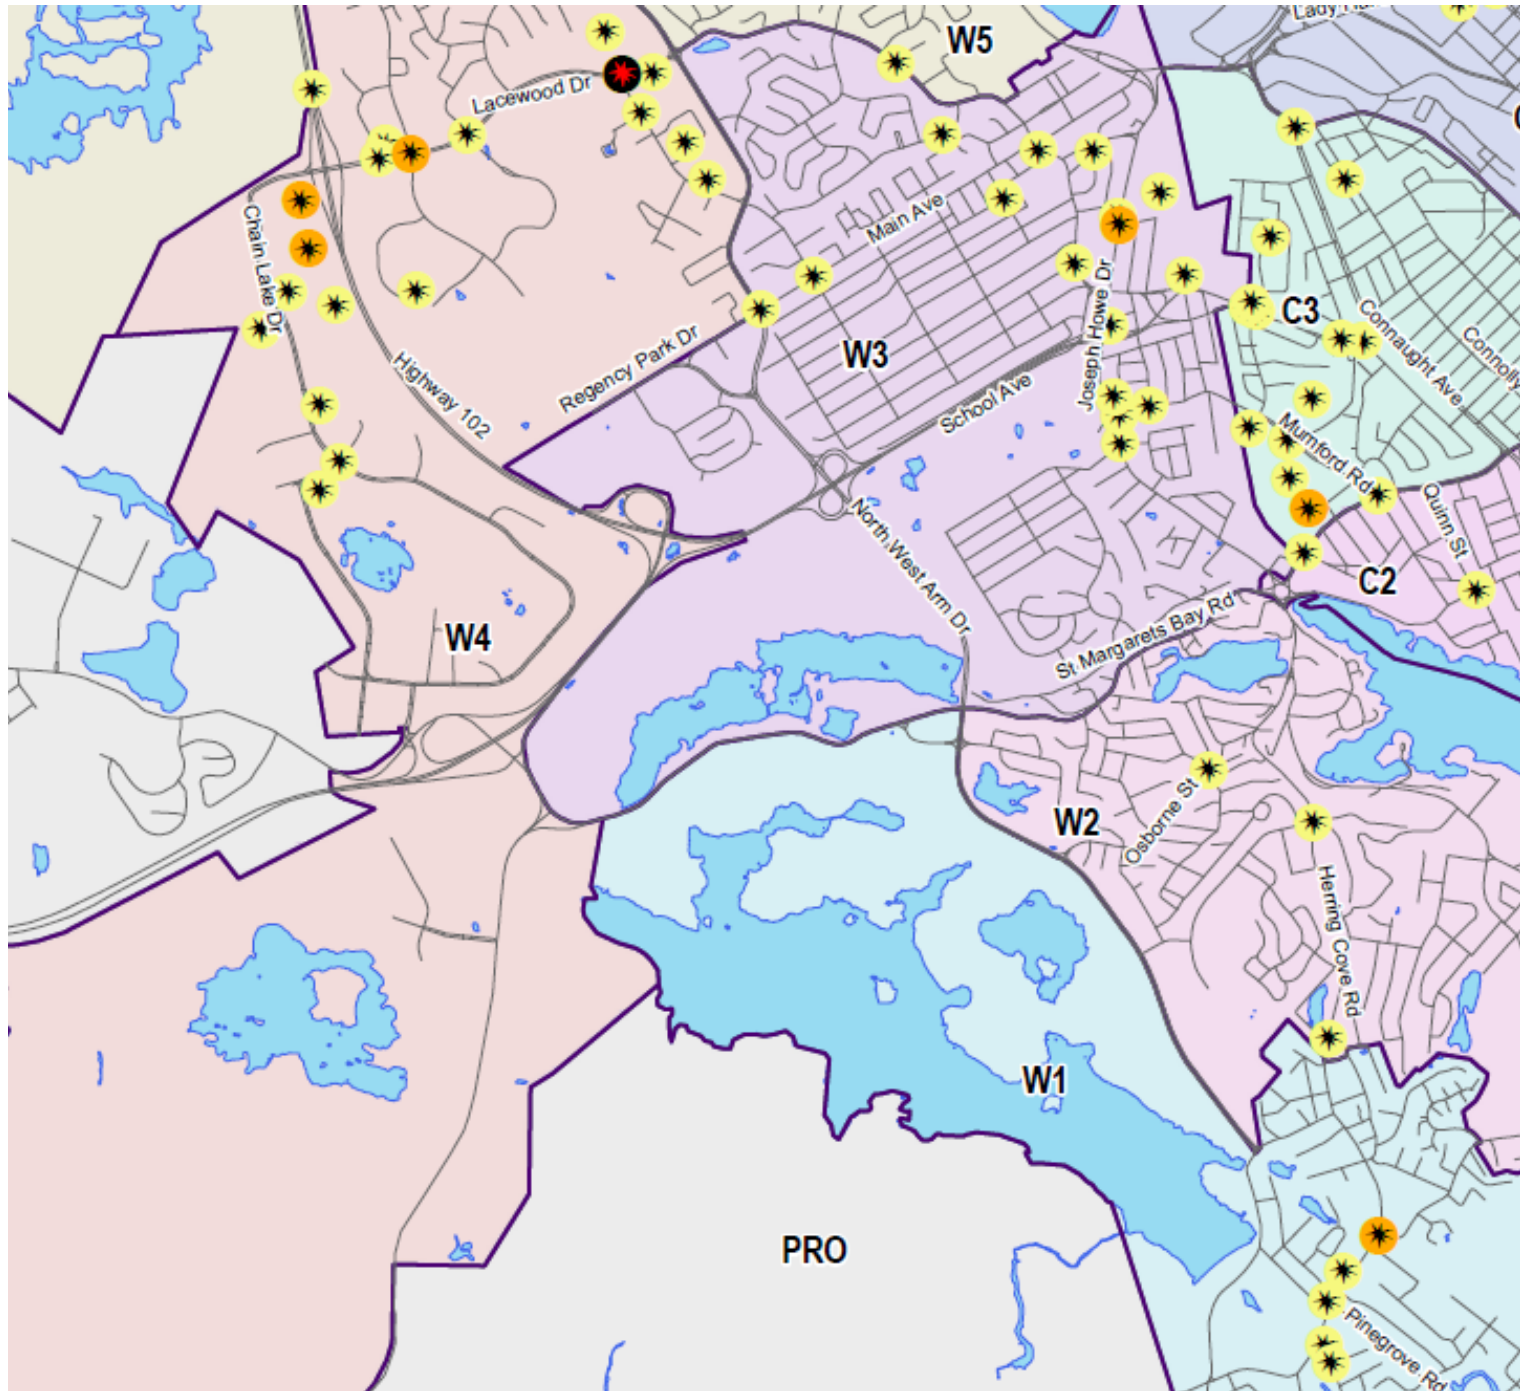 Lady Ha
W5
Lacewood Dr
Main Ave
Chain Lake Dr
Joseph Howe Dr
C3
Connaught Ave
Connolly
W3
Regency Park Dr
Highway 102
School Ave
Mumford Rd
Quinn St
North West Arm Dr
C2
St Margarets Bay Rd
W4
W2
Osborne St
Herring Cove Rd
W1
PRO
Pinegrove Rd